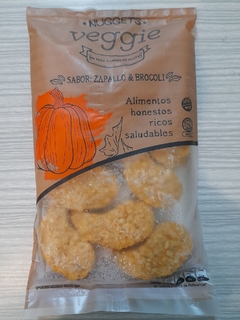 NUGGETS
veggie
SABOR: ZAPALLO & BROCOLI
Alimentos
honestos
ricos
saludables